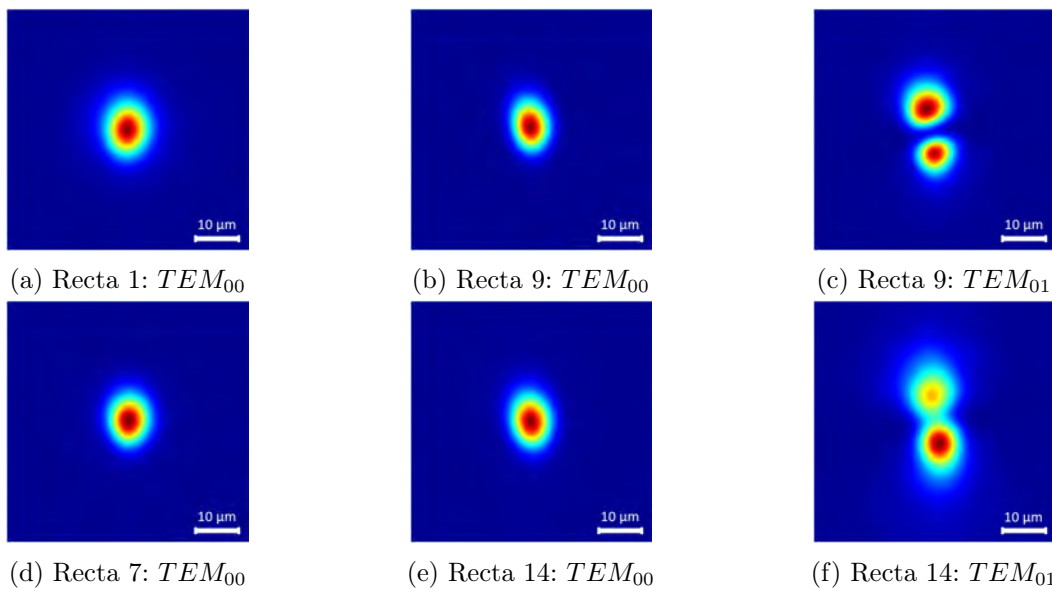 10 µm
10 µm
10 µm
(a) Recta 1: TEM₀₀
(b) Recta 9: TEM₀₀
(c) Recta 9: TEM₀₁
10 µm
10 µm
10 µm
(d) Recta 7: TEM₀₀
(e) Recta 14: TEM₀₀
(f) Recta 14: TEM₀₁